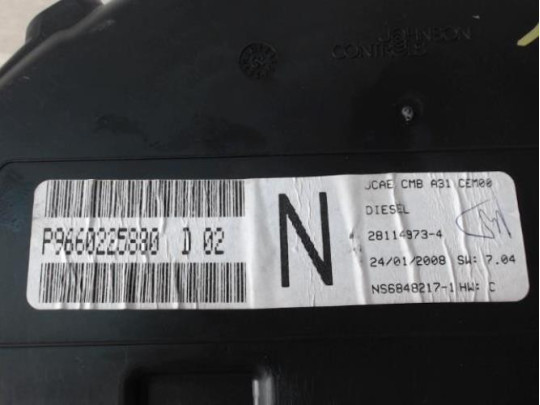 JOHNSON
CONTROLS
P9660225880 D 02
N
JCAE CMB A31 CEM00
DIESEL
28114973-4
24/01/2008 SW: 7.04
NS6848217-1 HW: C